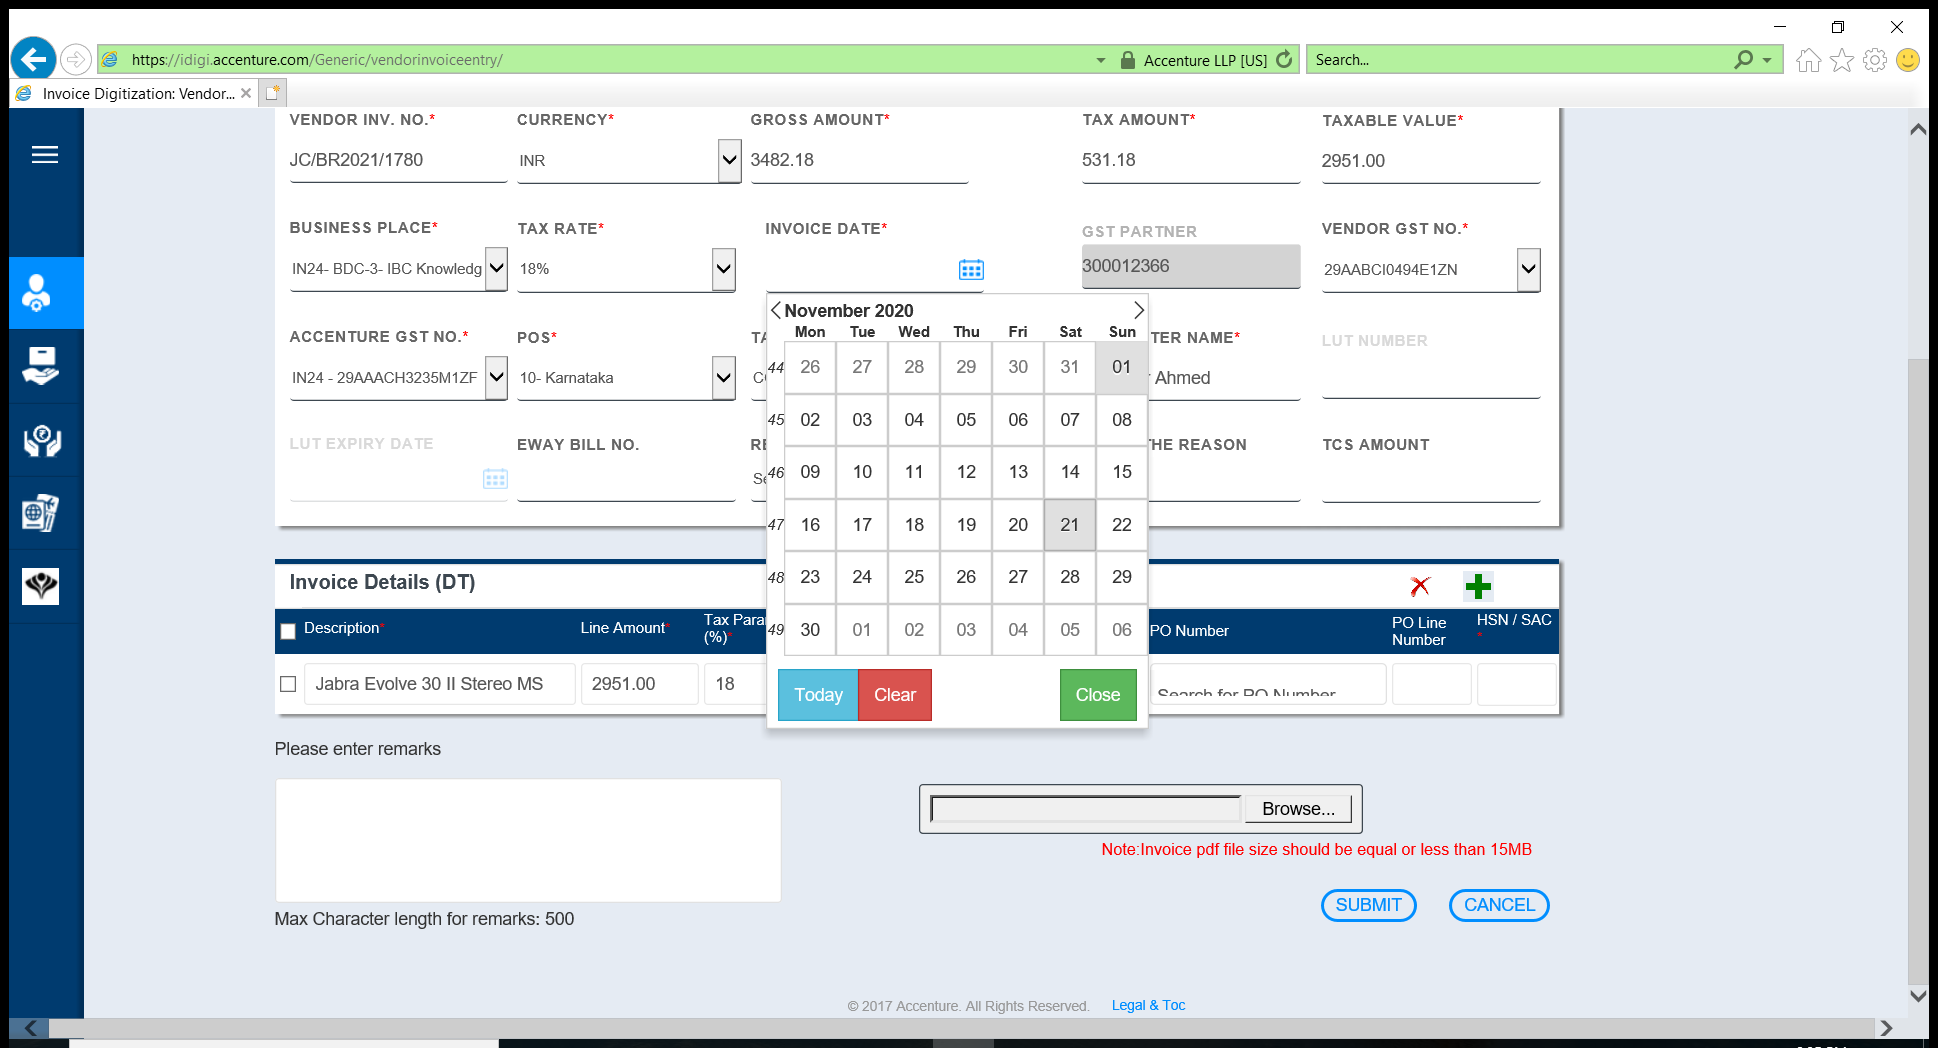 https://idigi.accenture.com/Generic/vendorinvoiceentry/
Accenture LLP [US]
Search...
Invoice Digitization: Vendor...
VENDOR INV. NO.*
CURRENCY*
GROSS AMOUNT*
TAX AMOUNT*
TAXABLE VALUE*
JC/BR2021/1780
INR
3482.18
531.18
2951.00
BUSINESS PLACE*
TAX RATE*
INVOICE DATE*
GST PARTNER
VENDOR GST NO.*
IN24- BDC-3- IBC Knowledg
18%
300012366
29AABCI0494E1ZN
ACCENTURE GST NO.*
POS*
TA
TER NAME*
LUT NUMBER
IN24 - 29AAACH3235M1ZF
10- Karnataka
Ahmed
LUT EXPIRY DATE
EWAY BILL NO.
THE REASON
TCS AMOUNT
November 2020
Mon Tue Wed Thu Fri Sat Sun
44 26 27 28 29 30 31 01
45 02 03 04 05 06 07 08
46 09 10 11 12 13 14 15
47 16 17 18 19 20 21 22
48 23 24 25 26 27 28 29
49 30 01 02 03 04 05 06
Today
Clear
Close
Invoice Details (DT)
Description*
Line Amount*
Tax Para
(%)*
PO Number
PO Line
Number
HSN / SAC
*
Jabra Evolve 30 II Stereo MS
2951.00
18
Search for PO Number
Please enter remarks
Browse...
Note:Invoice pdf file size should be equal or less than 15MB
Max Character length for remarks: 500
SUBMIT
CANCEL
© 2017 Accenture. All Rights Reserved.
Legal & Toc